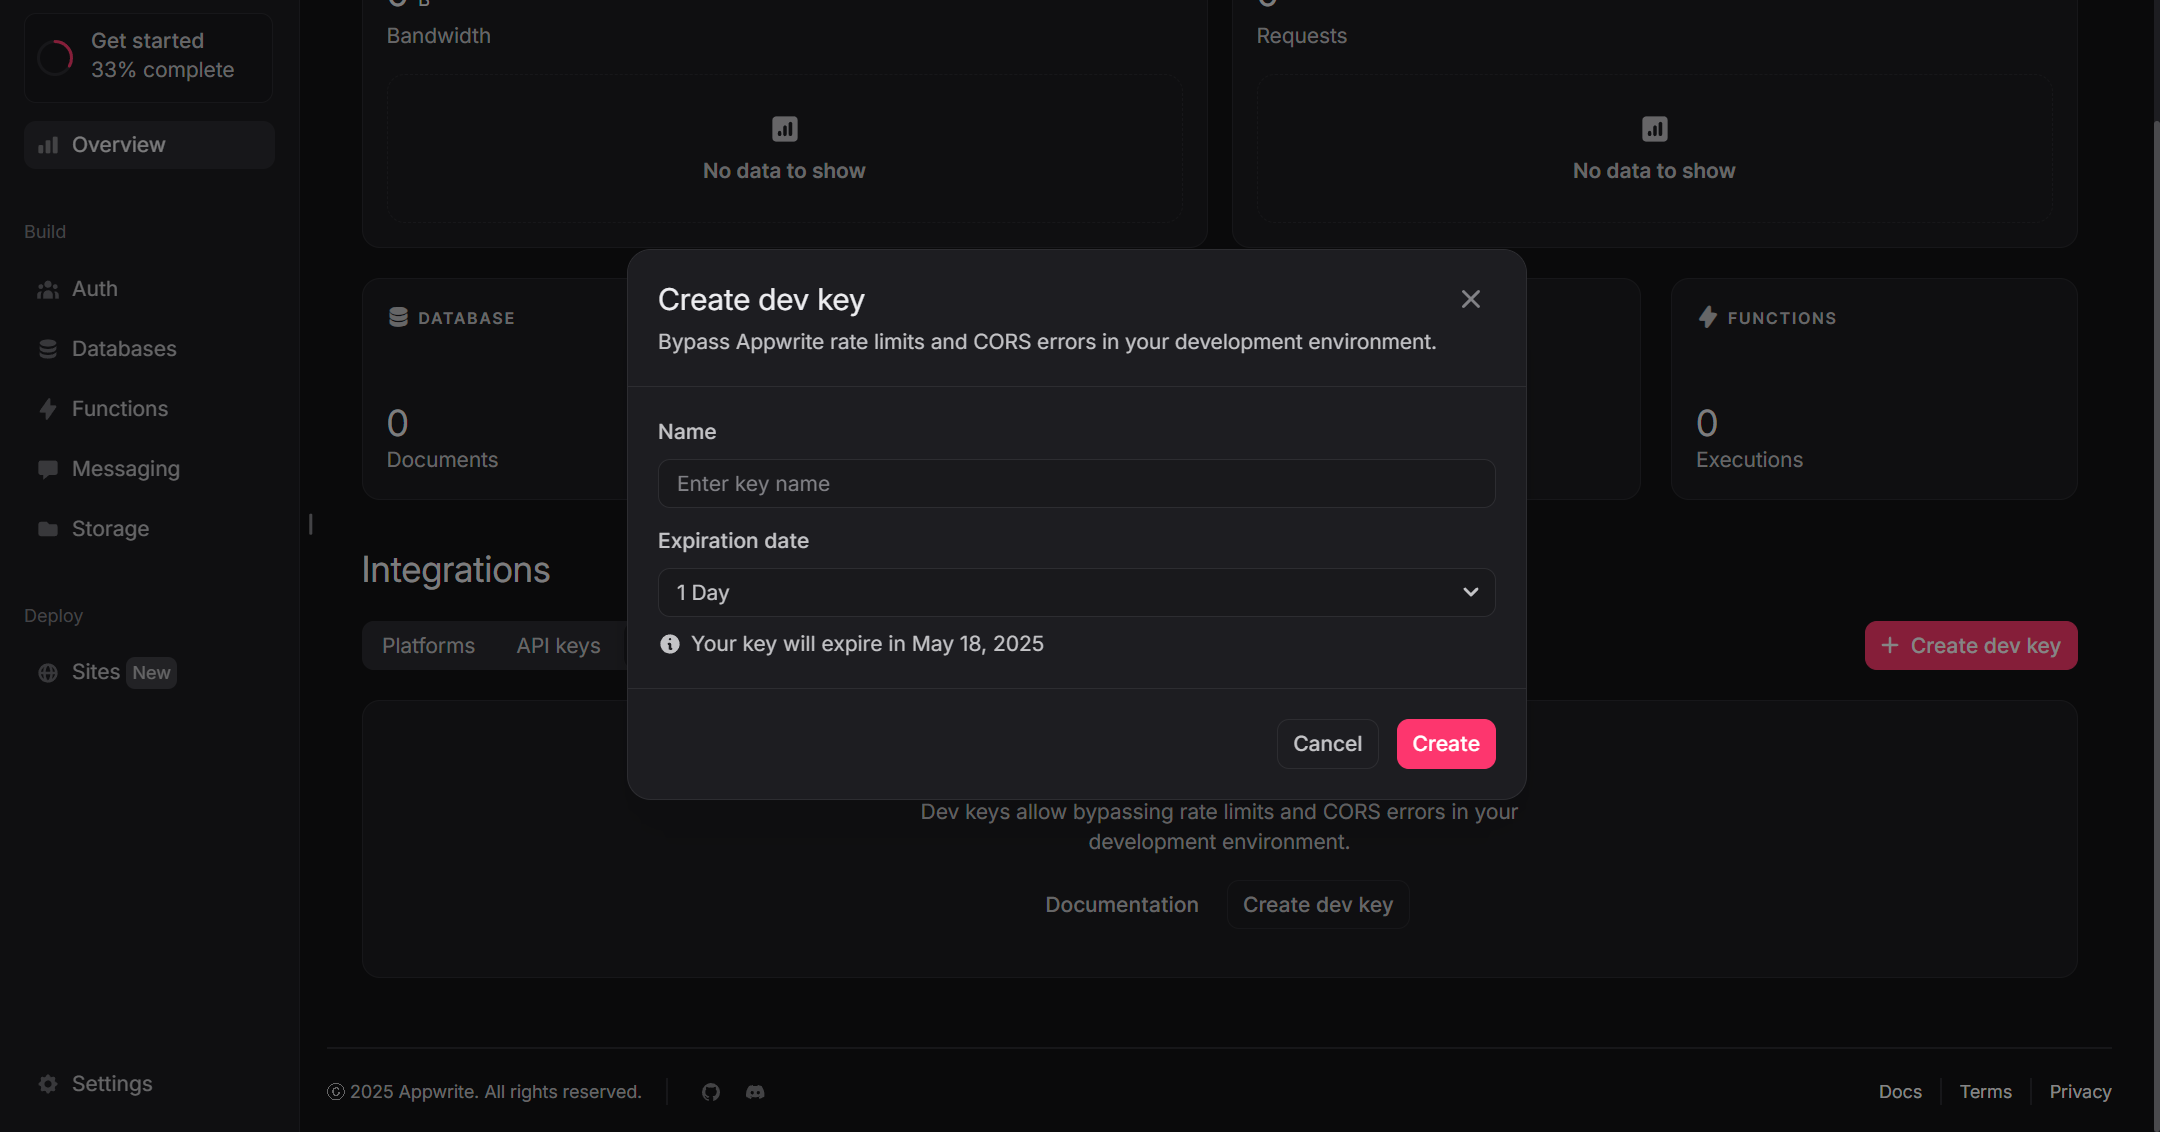 Get started
33% complete
Overview
Build
Auth
Databases
Functions
Messaging
Storage
Deploy
Sites New
Settings
Bandwidth
No data to show
Requests
No data to show
DATABASE
0
Documents
FUNCTIONS
0
Executions
Integrations
Platforms
API keys
+ Create dev key
Create dev key
Bypass Appwrite rate limits and CORS errors in your development environment.
Name
Enter key name
Expiration date
1 Day
Your key will expire in May 18, 2025
Cancel
Create
Dev keys allow bypassing rate limits and CORS errors in your
development environment.
Documentation
Create dev key
© 2025 Appwrite. All rights reserved.
Docs
Terms
Privacy